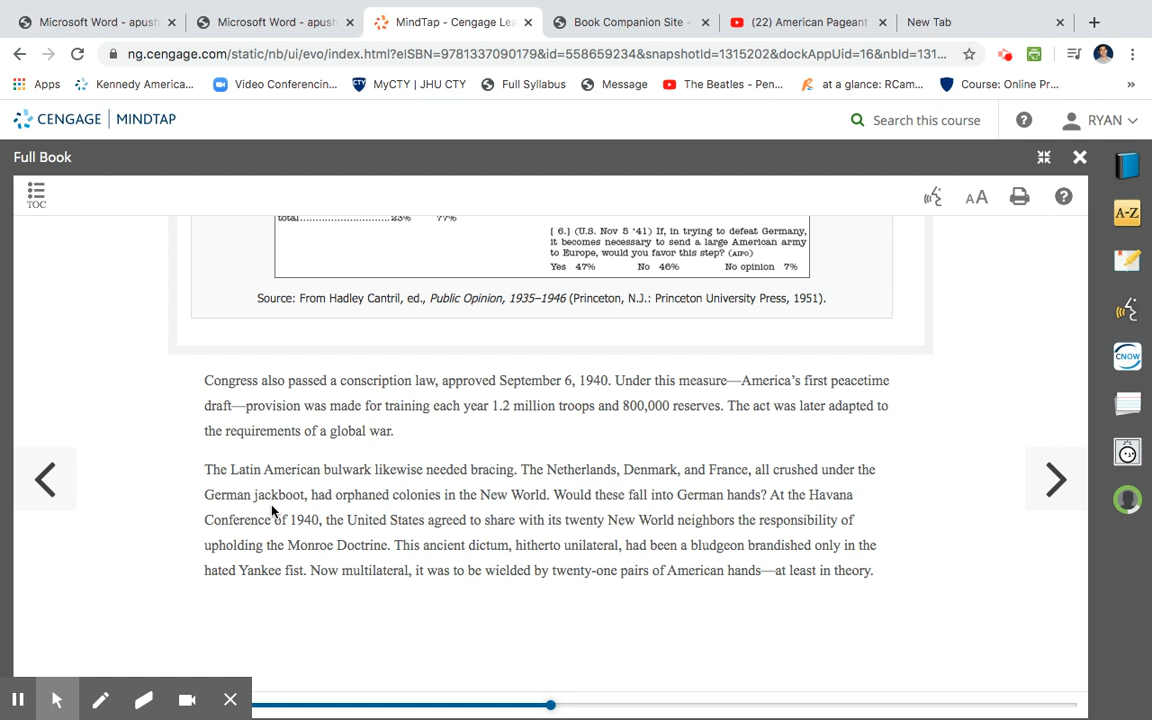 Microsoft Word - apush
Microsoft Word - apush
MindTap - Cengage Lea
Book Companion Site -
(22) American Pageant
New Tab
ng.cengage.com/static/nb/ui/evo/index.html?eISBN=9781337090179&id=558659234&snapshotId=1315202&dockAppUid=16&nbId=131...
Apps
Kennedy America...
Video Conferencin...
MyCTY | JHU CTY
Full Syllabus
Message
The Beatles - Pen...
at a glance: RCam...
Course: Online Pr...
»
CENGAGE | MINDTAP
Search this course
RYAN
Full Book
TOC
AA
A-Z
CNOW
total..............................23% 77%
[ 6.] (U.S. Nov 5 '41) If, in trying to defeat Germany,
it becomes necessary to send a large American army
to Europe, would you favor this step? (AIPO)
Yes 47% No 46% No opinion 7%
Source: From Hadley Cantril, ed., Public Opinion, 1935–1946 (Princeton, N.J.: Princeton University Press, 1951).
Congress also passed a conscription law, approved September 6, 1940. Under this measure—America's first peacetime
draft—provision was made for training each year 1.2 million troops and 800,000 reserves. The act was later adapted to
the requirements of a global war.
The Latin American bulwark likewise needed bracing. The Netherlands, Denmark, and France, all crushed under the
German jackboot, had orphaned colonies in the New World. Would these fall into German hands? At the Havana
Conference of 1940, the United States agreed to share with its twenty New World neighbors the responsibility of
upholding the Monroe Doctrine. This ancient dictum, hitherto unilateral, had been a bludgeon brandished only in the
hated Yankee fist. Now multilateral, it was to be wielded by twenty-one pairs of American hands—at least in theory.